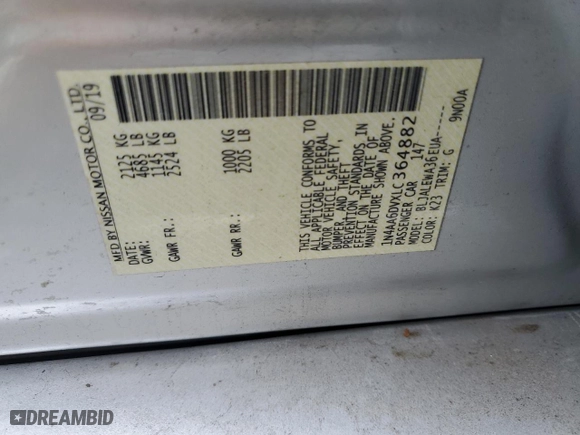 MFD BY NISSAN MOTOR CO., LTD.
DATE: 09/19
GVWR: 2125 KG
4685 LB
GAWR FR.: 1145 KG
2524 LB
GAWR RR.: 1000 KG
2205 LB
THIS VEHICLE CONFORMS TO
ALL APPLICABLE FEDERAL
MOTOR VEHICLE SAFETY,
BUMPER, AND THEFT
PREVENTION STANDARDS IN
EFFECT ON THE DATE OF
MANUFACTURE SHOWN ABOVE.
1N4AA6DVXLC364882
PASSENGER CAR 147
MODEL: BLJALEWA36EUA-----
COLOR: K23 TRIM: G 9N00A
DREAMBID